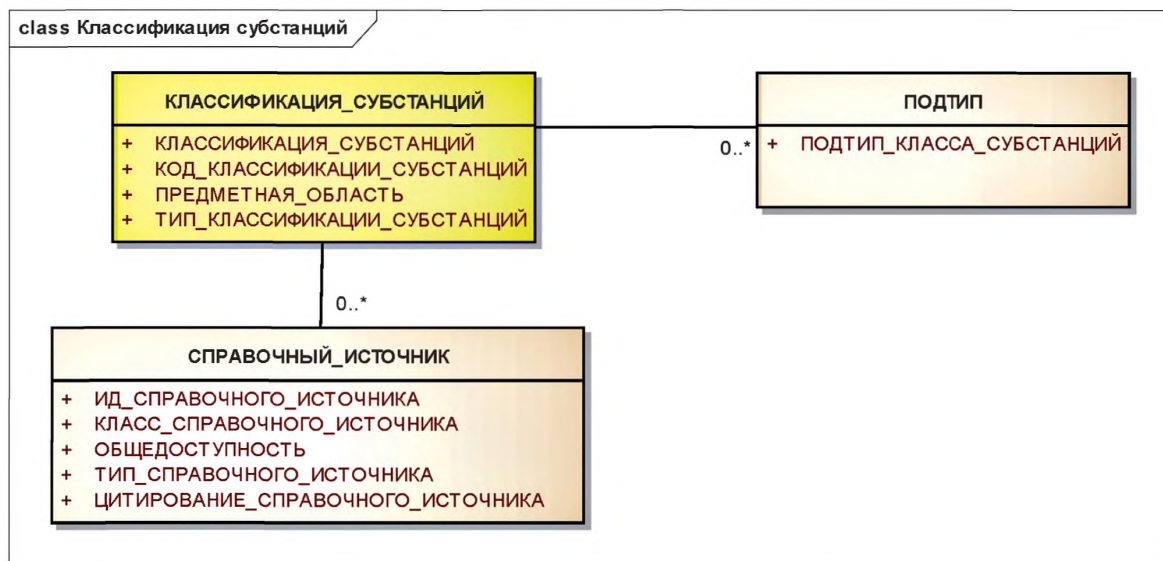 class Классификация субстанций
КЛАССИФИКАЦИЯ_СУБСТАНЦИЙ
+ КЛАССИФИКАЦИЯ_СУБСТАНЦИЙ
+ КОД_КЛАССИФИКАЦИИ_СУБСТАНЦИЙ
+ ПРЕДМЕТНАЯ_ОБЛАСТЬ
+ ТИП_КЛАССИФИКАЦИИ_СУБСТАНЦИЙ
0..*
ПОДТИП
+ ПОДТИП_КЛАССА_СУБСТАНЦИЙ
0..*
СПРАВОЧНЫЙ_ИСТОЧНИК
+ ИД_СПРАВОЧНОГО_ИСТОЧНИКА
+ КЛАСС_СПРАВОЧНОГО_ИСТОЧНИКА
+ ОБЩЕДОСТУПНОСТЬ
+ ТИП_СПРАВОЧНОГО_ИСТОЧНИКА
+ ЦИТИРОВАНИЕ_СПРАВОЧНОГО_ИСТОЧНИКА